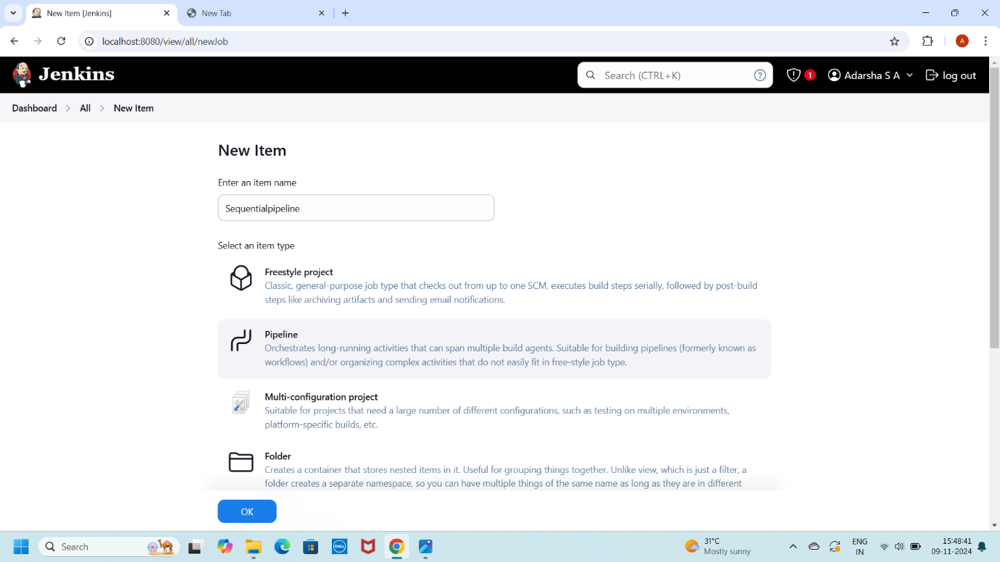 New Item [Jenkins]
New Tab
localhost:8080/view/all/newJob
A
Jenkins
Search (CTRL+K)
?
1
Adarsha S A
log out
Dashboard
All
New Item
New Item
Enter an item name
Sequentialpipeline
Select an item type
Freestyle project
Classic, general-purpose job type that checks out from up to one SCM, executes build steps serially, followed by post-build
steps like archiving artifacts and sending email notifications.
Pipeline
Orchestrates long-running activities that can span multiple build agents. Suitable for building pipelines (formerly known as
workflows) and/or organizing complex activities that do not easily fit in free-style job type.
Multi-configuration project
Suitable for projects that need a large number of different configurations, such as testing on multiple environments,
platform-specific builds, etc.
Folder
Creates a container that stores nested items in it. Useful for grouping things together. Unlike view, which is just a filter, a
folder creates a separate namespace, so you can have multiple things of the same name as long as they are in different
OK
Search
DELL
31°C
Mostly sunny
ENG
IN
15:48:41
09-11-2024